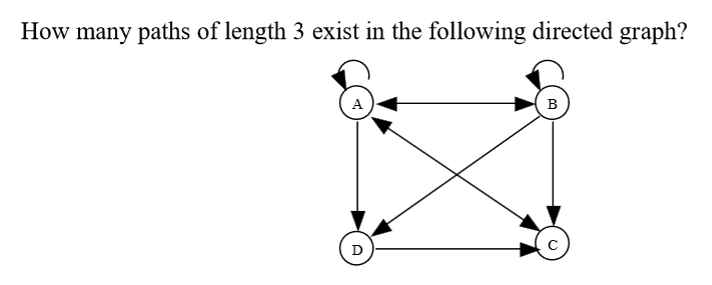 How many paths of length 3 exist in the following directed graph?
A B
D C